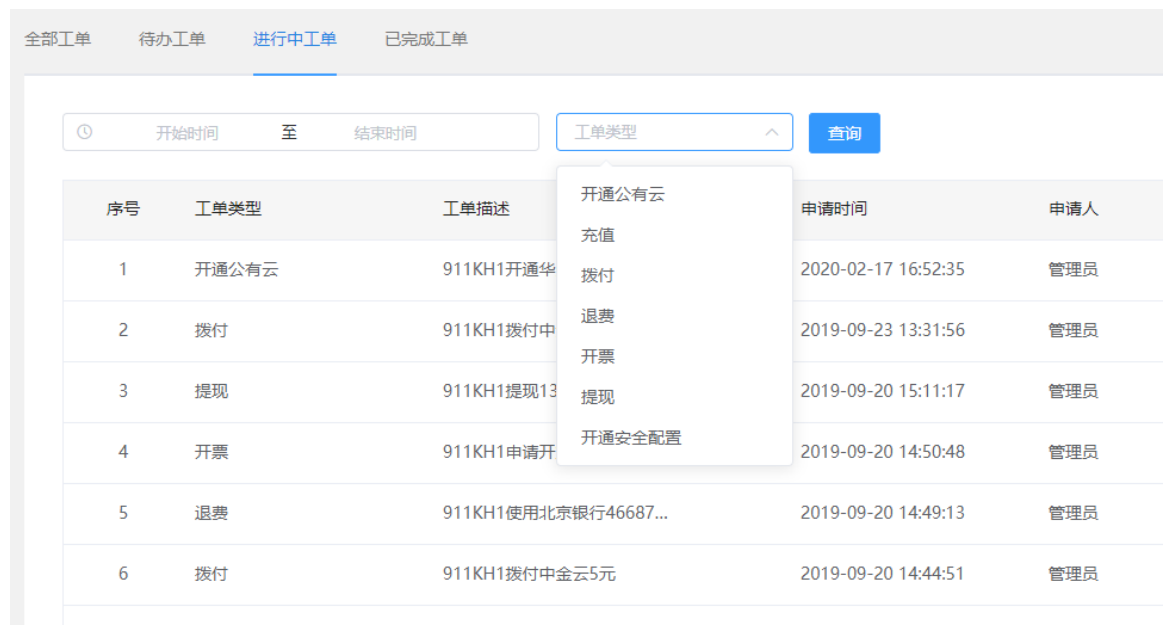 全部工单 待办工单 进行中工单 已完成工单
开始时间 至 结束时间 工单类型 查询
序号 工单类型 工单描述 申请时间 申请人
开通公有云
充值
拨付
退费
开票
提现
开通安全配置
1 开通公有云 911KH1开通华 2020-02-17 16:52:35 管理员
2 拨付 911KH1拨付中 2019-09-23 13:31:56 管理员
3 提现 911KH1提现13 2019-09-20 15:11:17 管理员
4 开票 911KH1申请开 2019-09-20 14:50:48 管理员
5 退费 911KH1使用北京银行46687... 2019-09-20 14:49:13 管理员
6 拨付 911KH1拨付中金云5元 2019-09-20 14:44:51 管理员